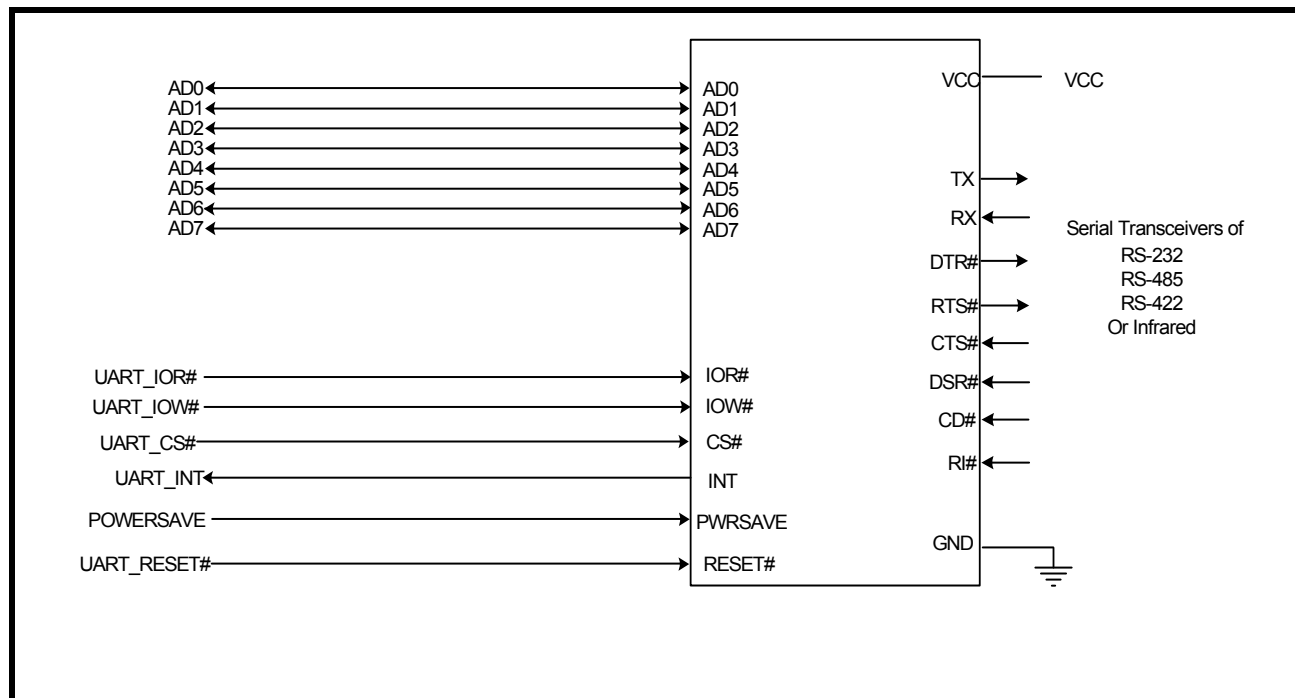 AD0 AD0
AD1 AD1
AD2 AD2
AD3 AD3
AD4 AD4
AD5 AD5
AD6 AD6
AD7 AD7
UART_IOR# IOR#
UART_IOW# IOW#
UART_CS# CS#
UART_INT INT
POWERSAVE PWRSAVE
UART_RESET# RESET#
VCC VCC
TX
RX
DTR#
RTS#
CTS#
DSR#
CD#
RI#
GND
Serial Transceivers of
RS-232
RS-485
RS-422
Or Infrared